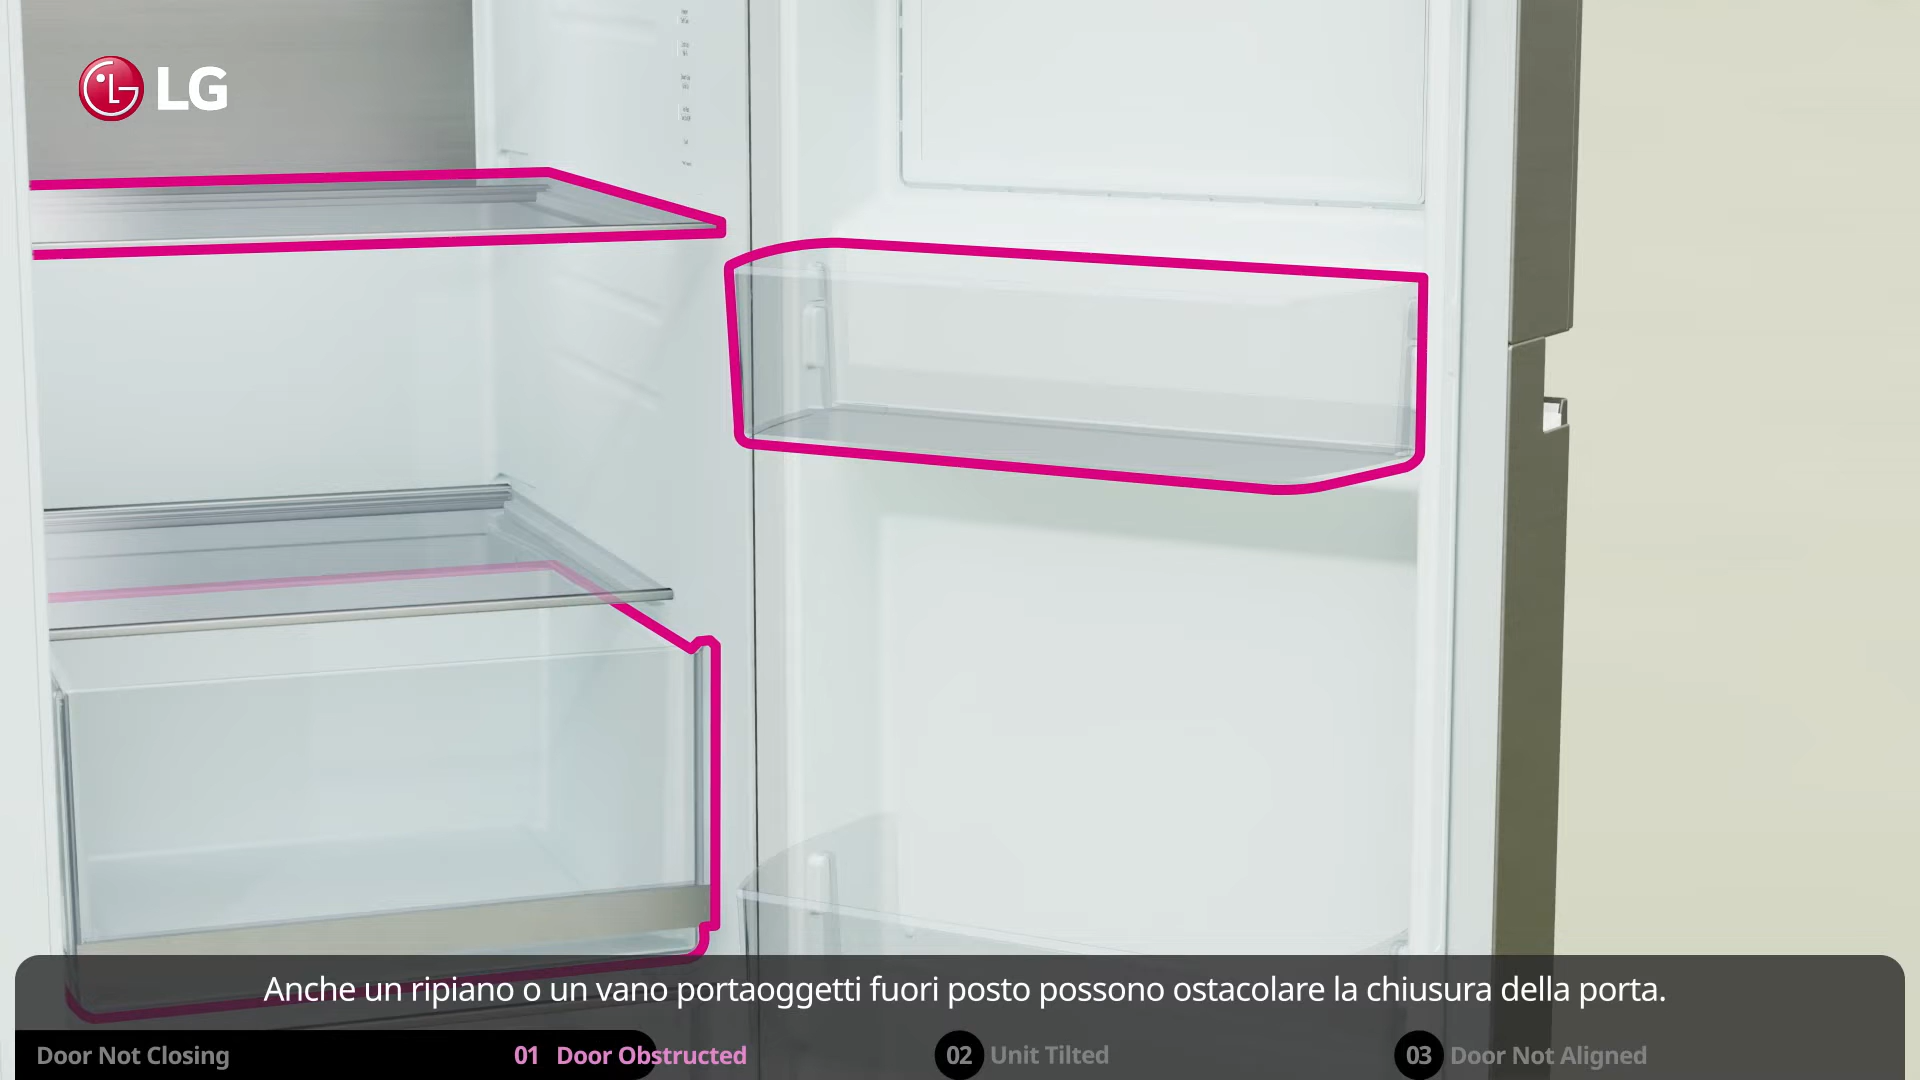 LG
Anche un ripiano o un vano portaoggetti fuori posto possono ostacolare la chiusura della porta.
Door Not Closing
01 Door Obstructed
02 Unit Tilted
03 Door Not Aligned